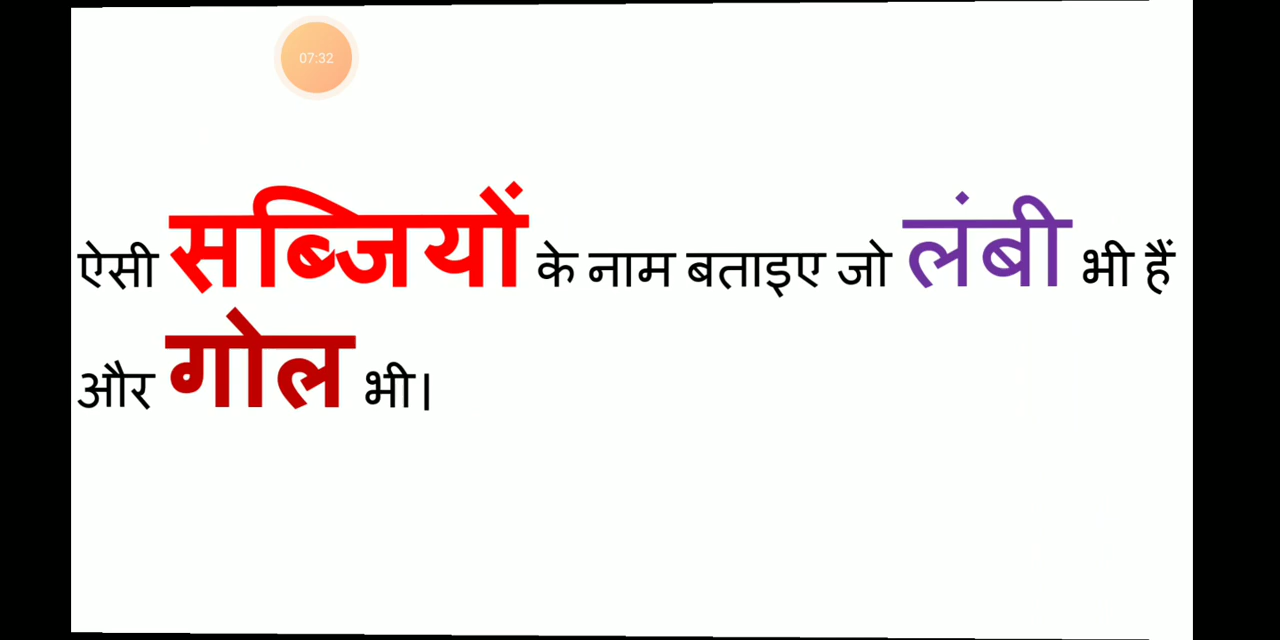 07:32
ऐसी सब्जियों के नाम बताइए जो लंबी भी हैं
और गोल भी।